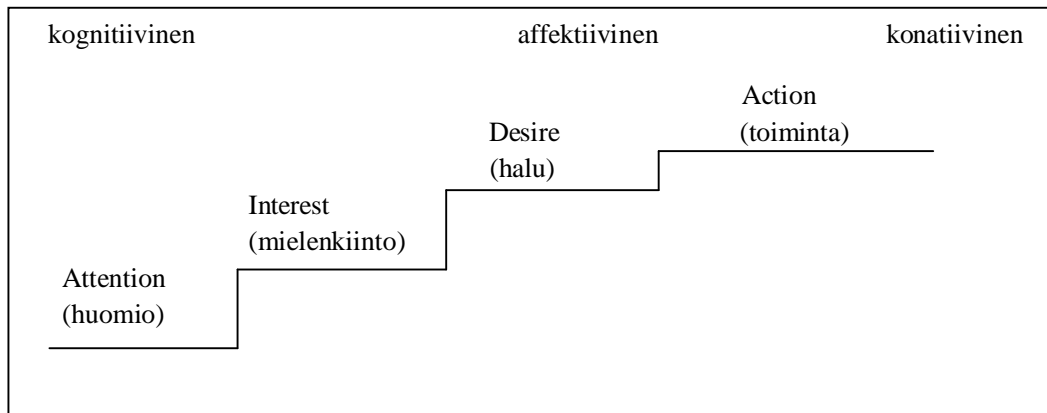 kognitiivinen affektiivinen konatiivinen
Action
(toiminta)
Desire
(halu)
Interest
(mielenkiinto)
Attention
(huomio)